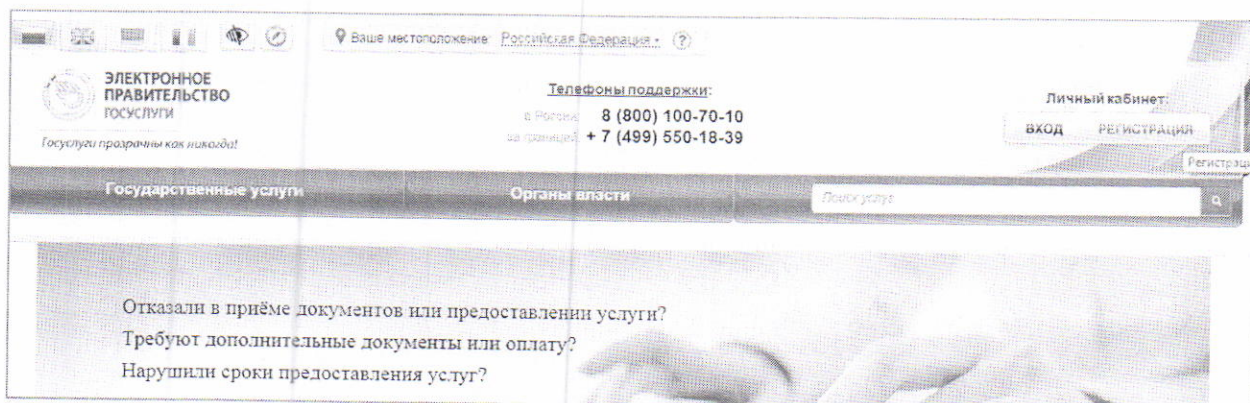 Ваше местоположение: Российская Федерация
ЭЛЕКТРОННОЕ
ПРАВИТЕЛЬСТВО
ГОСУСЛУГИ
Госуслуги прозрачны как никогда!
Телефоны поддержки:
в России: 8 (800) 100-70-10
за границей: + 7 (499) 550-18-39
Личный кабинет:
ВХОД РЕГИСТРАЦИЯ
Регистраци
Государственные услуги
Органы власти
Поиск услуг
Отказали в приёме документов или предоставлении услуги?
Требуют дополнительные документы или оплату?
Нарушили сроки предоставления услуг?